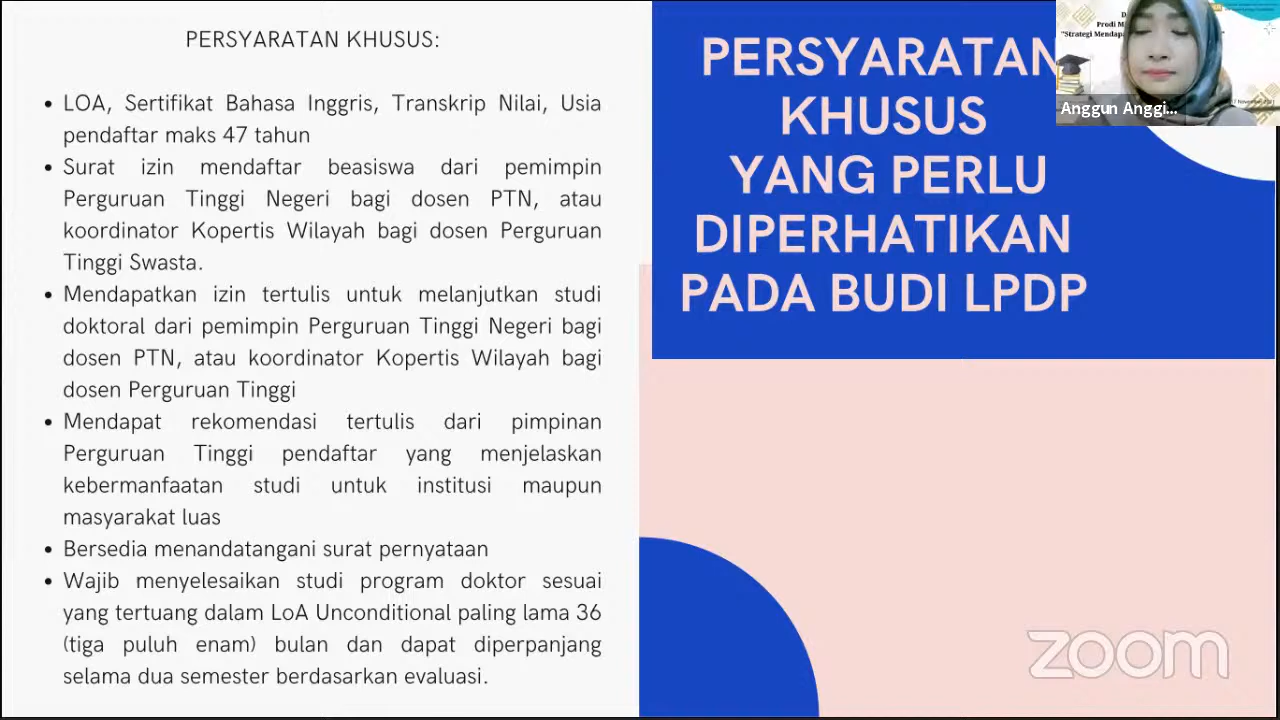 PERSYARATAN KHUSUS:
• LOA, Sertifikat Bahasa Inggris, Transkrip Nilai, Usia
pendaftar maks 47 tahun
• Surat izin mendaftar beasiswa dari pemimpin
Perguruan Tinggi Negeri bagi dosen PTN, atau
koordinator Kopertis Wilayah bagi dosen Perguruan
Tinggi Swasta.
• Mendapatkan izin tertulis untuk melanjutkan studi
doktoral dari pemimpin Perguruan Tinggi Negeri bagi
dosen PTN, atau koordinator Kopertis Wilayah bagi
dosen Perguruan Tinggi
• Mendapat rekomendasi tertulis dari pimpinan
Perguruan Tinggi pendaftar yang menjelaskan
kebermanfaatan studi untuk institusi maupun
masyarakat luas
• Bersedia menandatangani surat pernyataan
• Wajib menyelesaikan studi program doktor sesuai
yang tertuang dalam LoA Unconditional paling lama 36
(tiga puluh enam) bulan dan dapat diperpanjang
selama dua semester berdasarkan evaluasi.
PERSYARATAN
KHUSUS
YANG PERLU
DIPERHATIKAN
PADA BUDI LPDP
Prodi
"Strategi
Anggun Anggi...
zoom